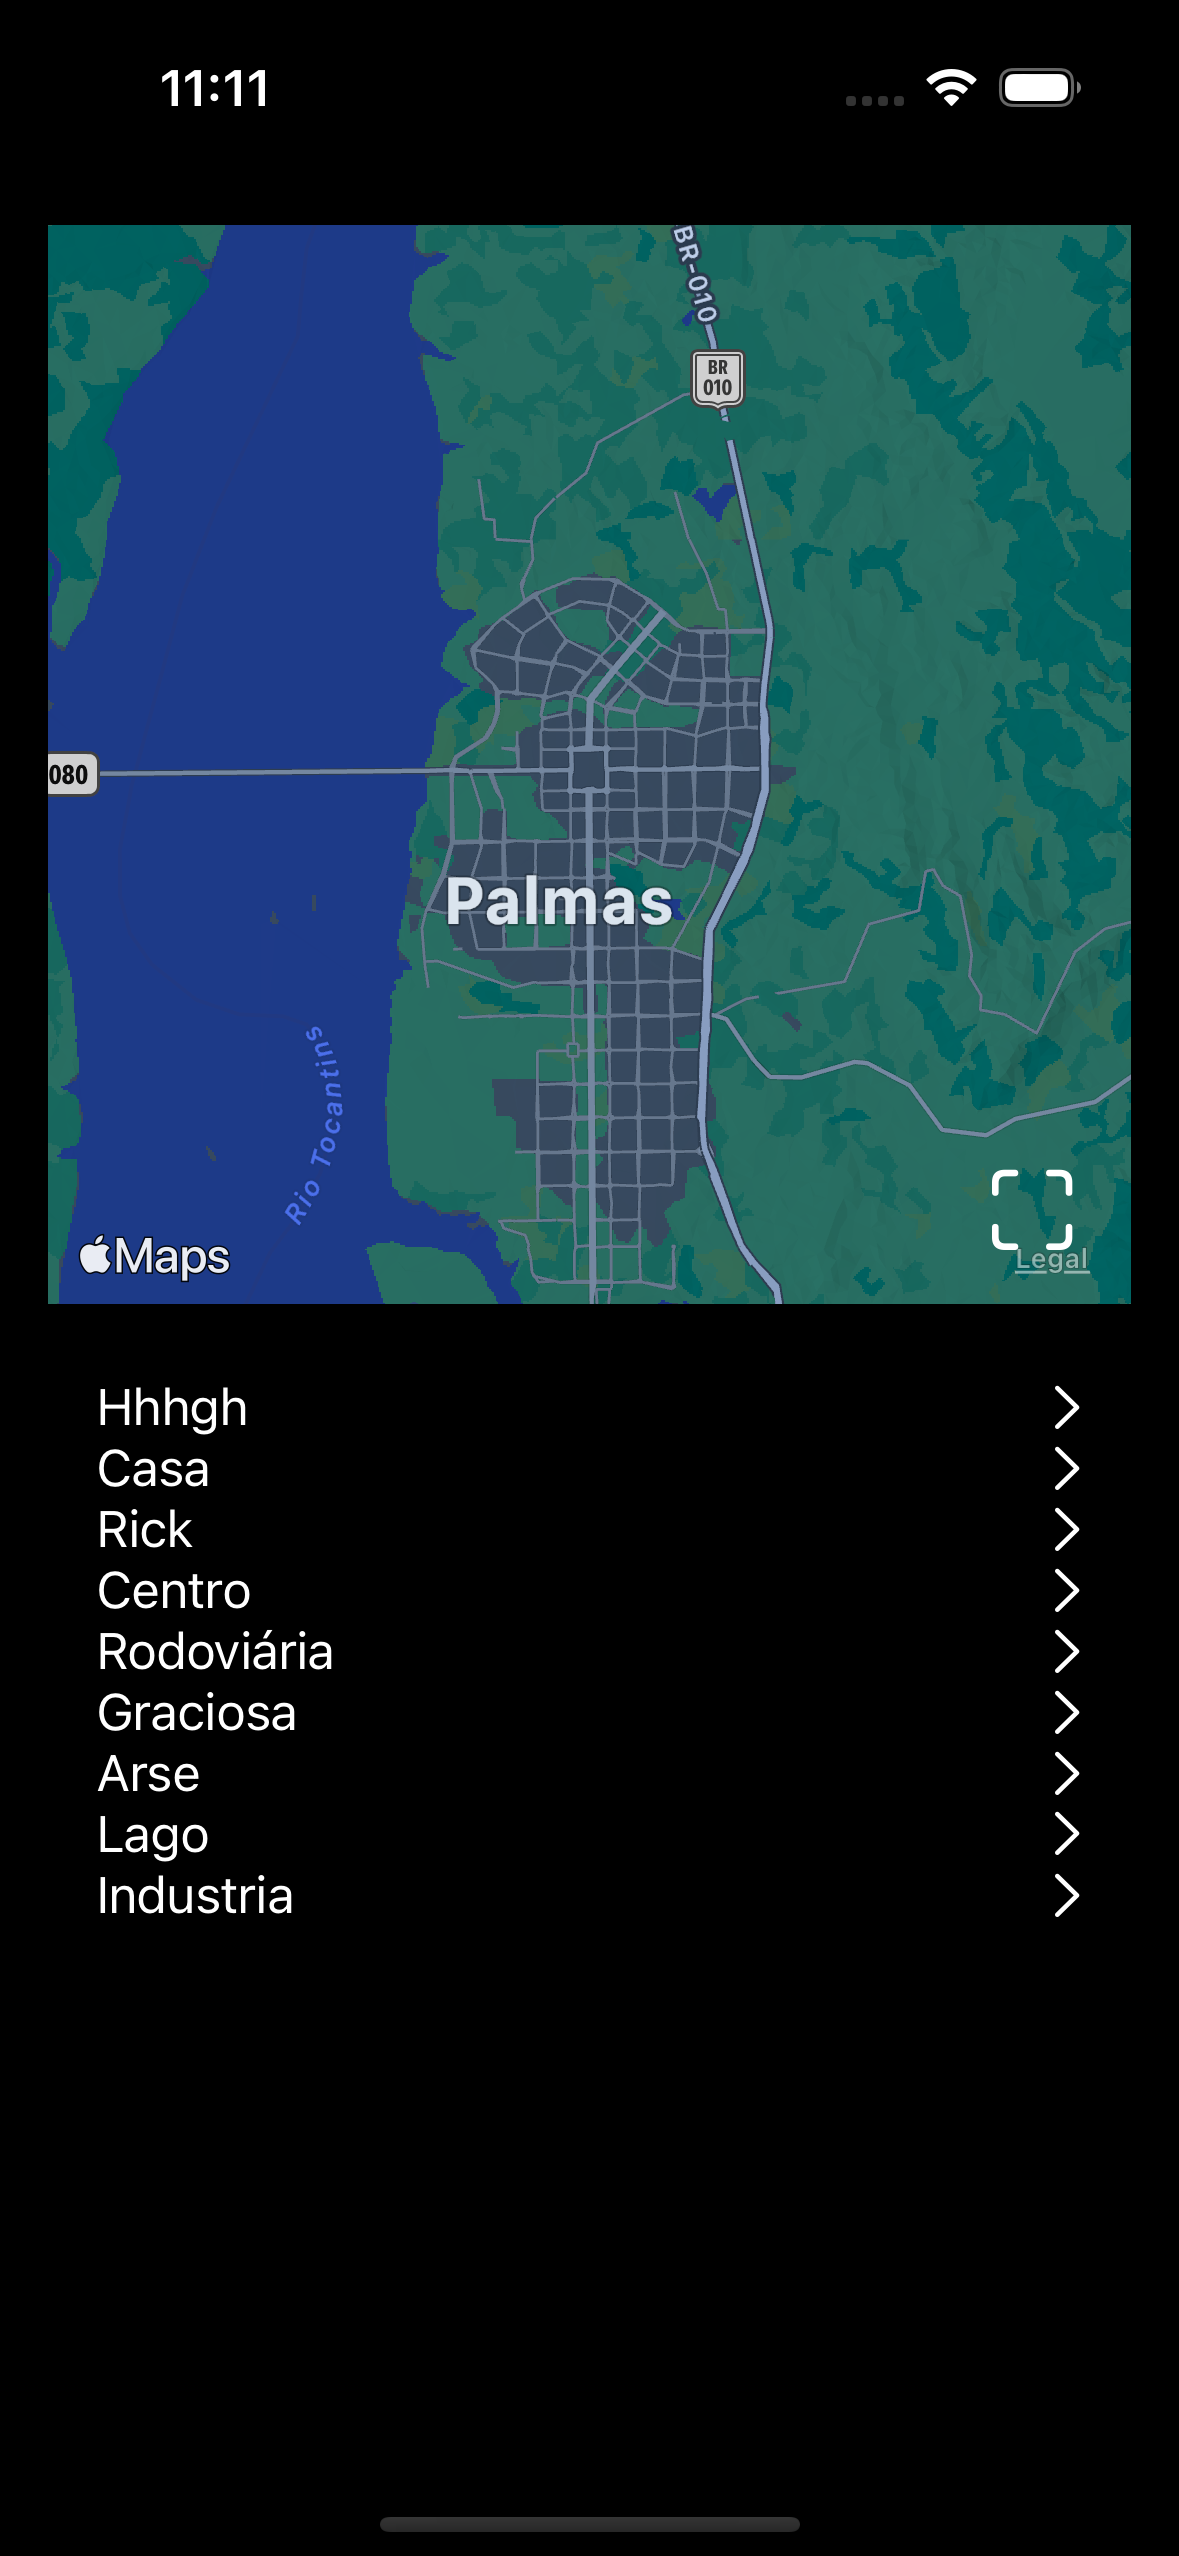 11:11
BR-010
BR
010
080
Palmas
Rio Tocantins
Maps
Legal
Hhhgh
Casa
Rick
Centro
Rodoviária
Graciosa
Arse
Lago
Industria